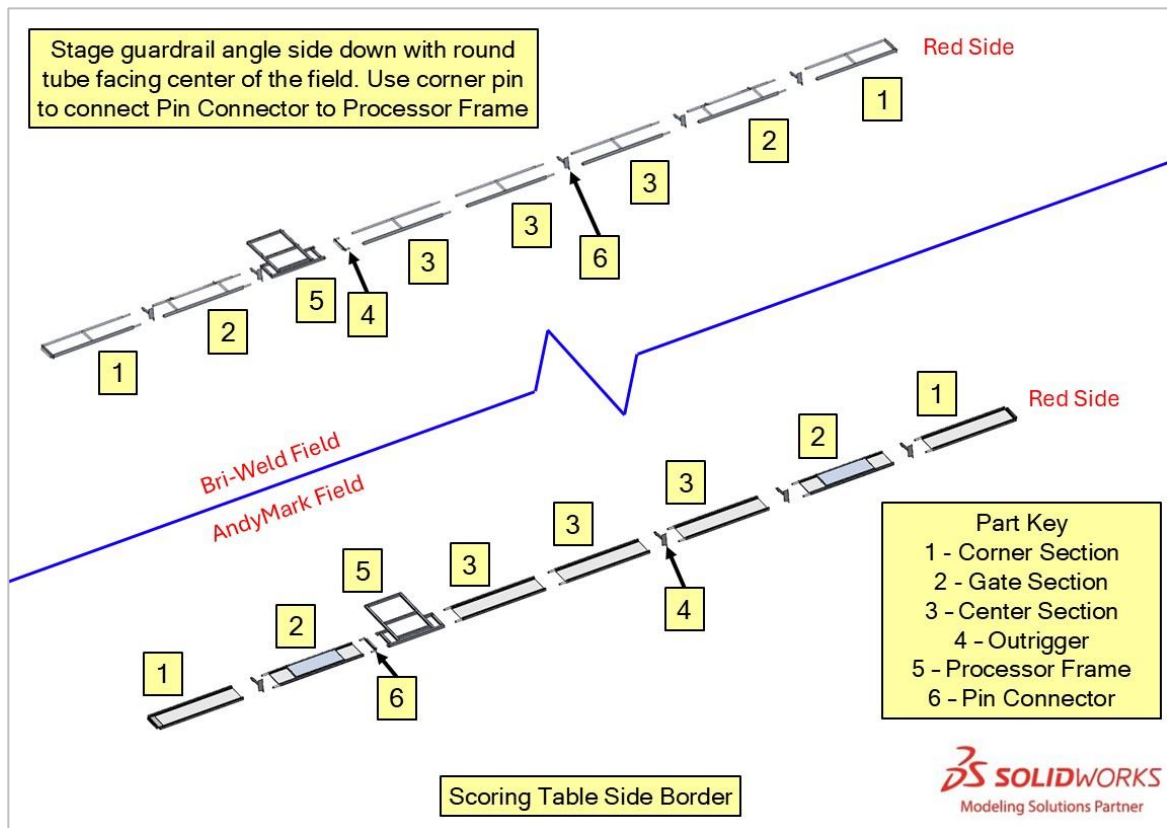 Stage guardrail angle side down with round
tube facing center of the field. Use corner pin
to connect Pin Connector to Processor Frame
Red Side
1
2
3
3
6
3
4
5
2
1
Bri-Weld Field
AndyMark Field
Red Side
1
2
3
3
4
3
5
2
6
1
Part Key
1 - Corner Section
2 - Gate Section
3 - Center Section
4 - Outrigger
5 - Processor Frame
6 - Pin Connector
Scoring Table Side Border
SOLIDWORKS
Modeling Solutions Partner